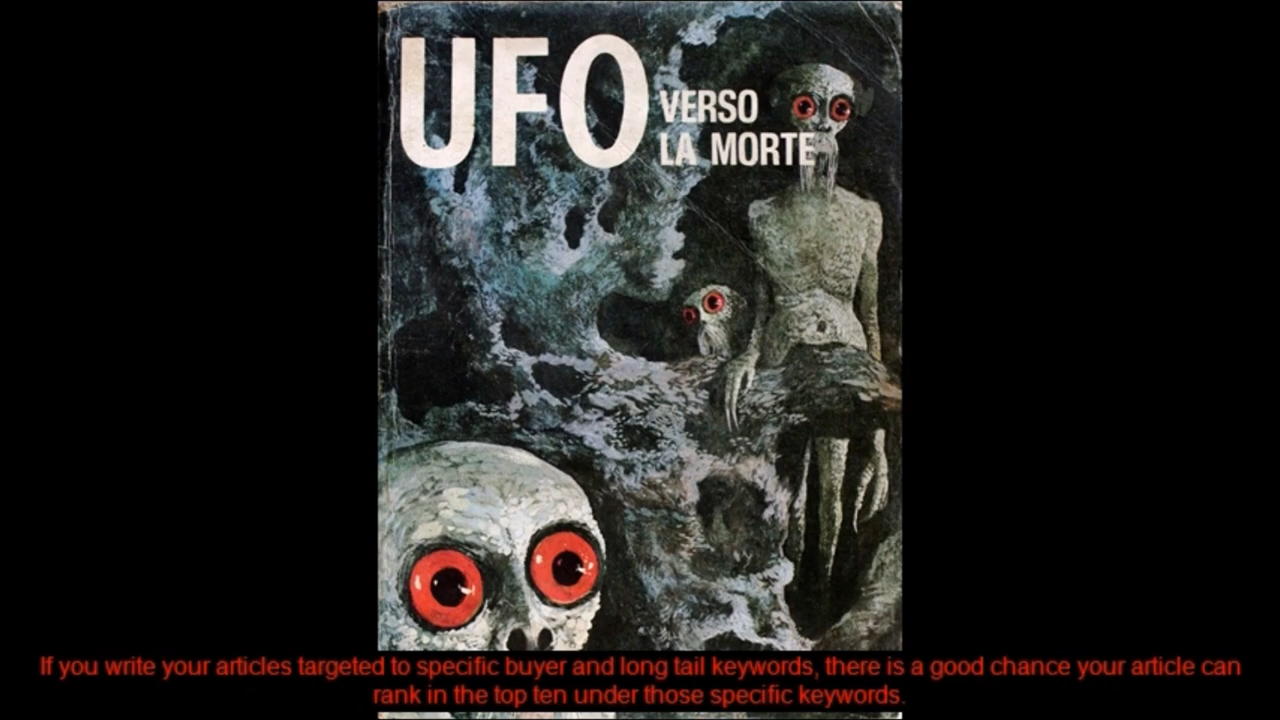 UFO
VERSO
LA MORTE
If you write your articles targeted to specific buyer and long tail keywords, there is a good chance your article can
rank in the top ten under those specific keywords.